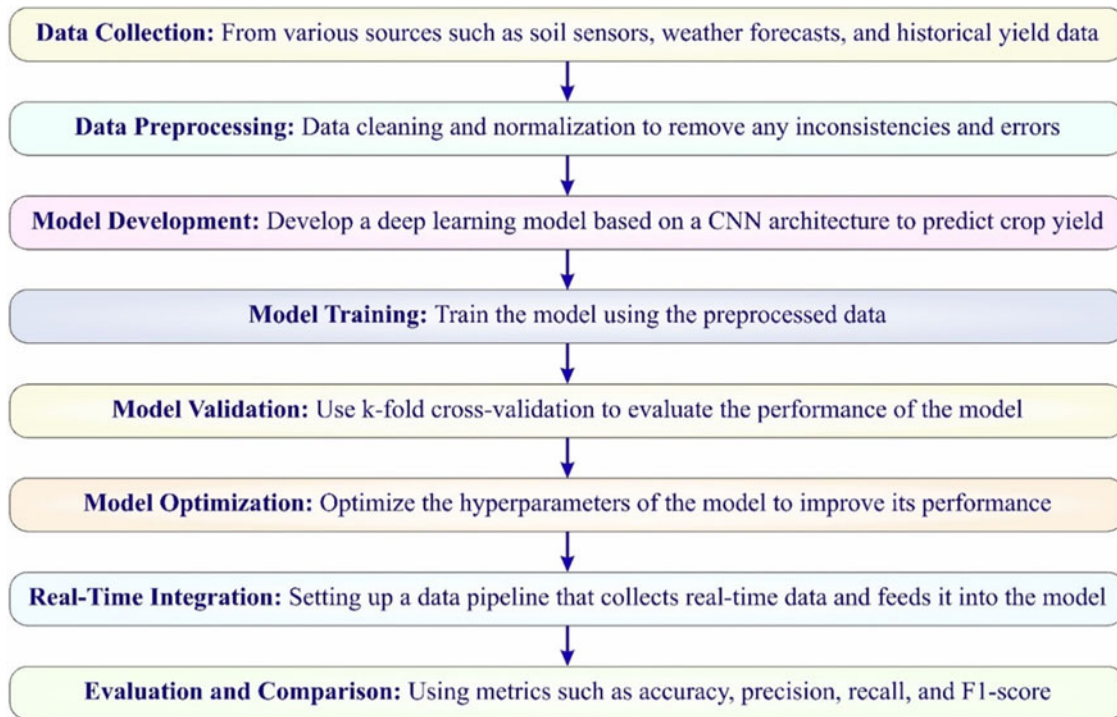 Data Collection: From various sources such as soil sensors, weather forecasts, and historical yield data
Data Preprocessing: Data cleaning and normalization to remove any inconsistencies and errors
Model Development: Develop a deep learning model based on a CNN architecture to predict crop yield
Model Training: Train the model using the preprocessed data
Model Validation: Use k-fold cross-validation to evaluate the performance of the model
Model Optimization: Optimize the hyperparameters of the model to improve its performance
Real-Time Integration: Setting up a data pipeline that collects real-time data and feeds it into the model
Evaluation and Comparison: Using metrics such as accuracy, precision, recall, and F1-score